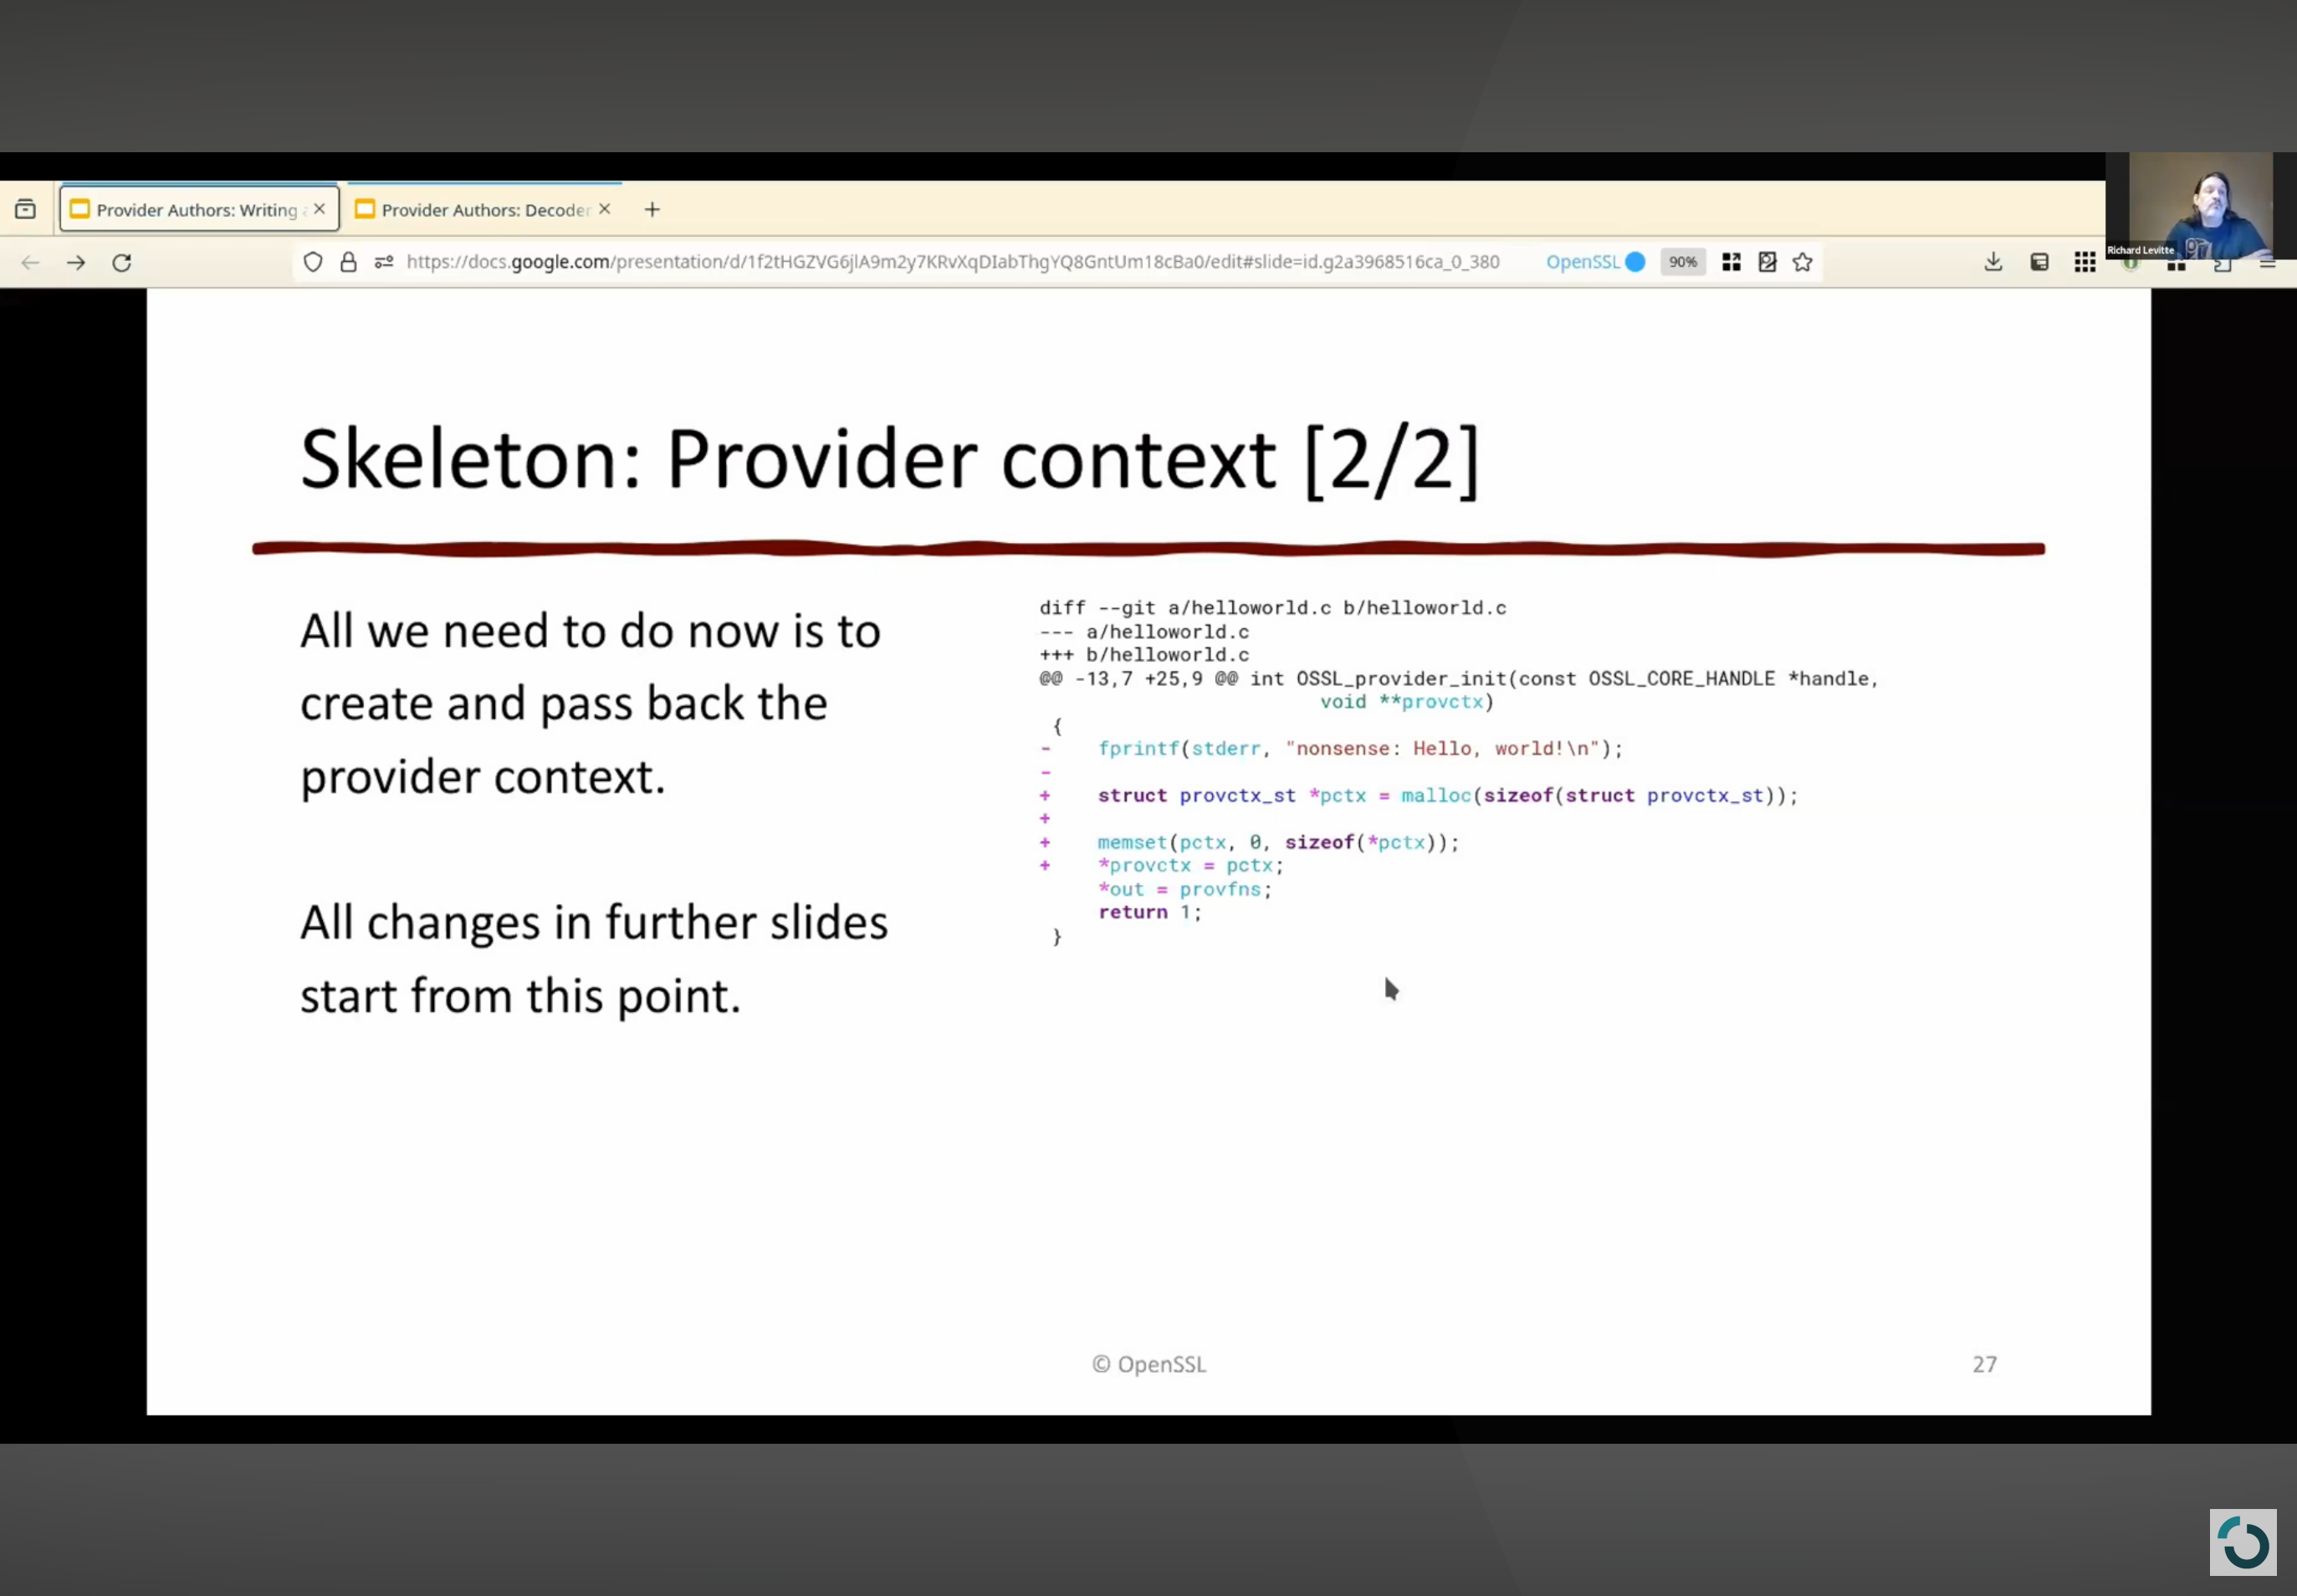 Provider Authors: Writing
Provider Authors: Decoder
https://docs.google.com/presentation/d/1f2tHGZVG6jlA9m2y7KRvXqDIabThgYQ8GntUm18cBa0/edit#slide=id.g2a3968516ca_0_380
OpenSSL
90%
Richard Levitte
Skeleton: Provider context [2/2]
All we need to do now is to
create and pass back the
provider context.
All changes in further slides
start from this point.
diff --git a/helloworld.c b/helloworld.c
--- a/helloworld.c
+++ b/helloworld.c
@@ -13,7 +25,9 @@ int OSSL_provider_init(const OSSL_CORE_HANDLE *handle,
void **provctx)
{
-    fprintf(stderr, "nonsense: Hello, world!\n");
-
+    struct provctx_st *pctx = malloc(sizeof(struct provctx_st));
+
+    memset(pctx, 0, sizeof(*pctx));
+    *provctx = pctx;
*out = provfns;
return 1;
}
© OpenSSL
27